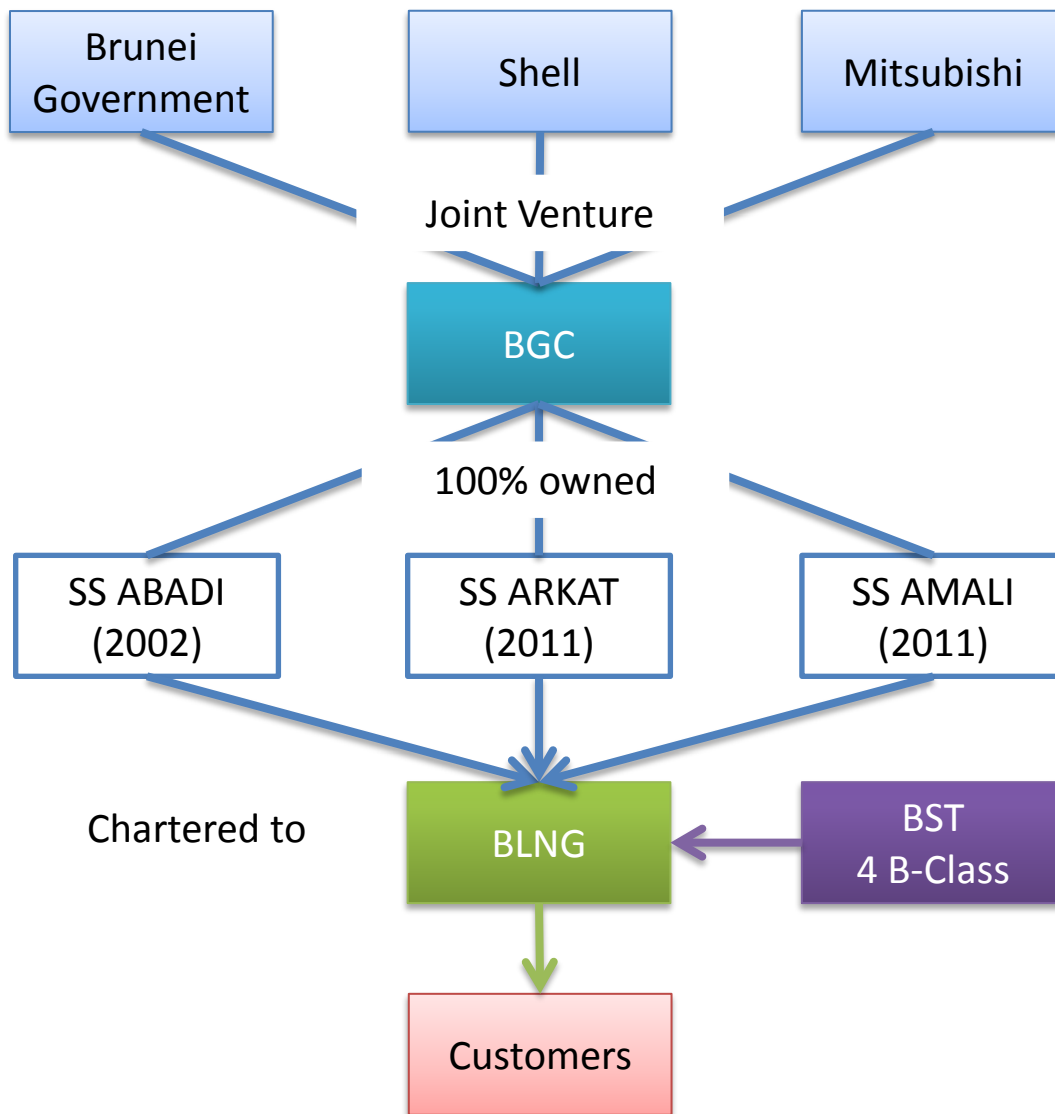 Brunei
Government
Shell
Mitsubishi
Joint Venture
BGC
100% owned
SS ABADI
(2002)
SS ARKAT
(2011)
SS AMALI
(2011)
Chartered to
BLNG
BST
4 B-Class
Customers